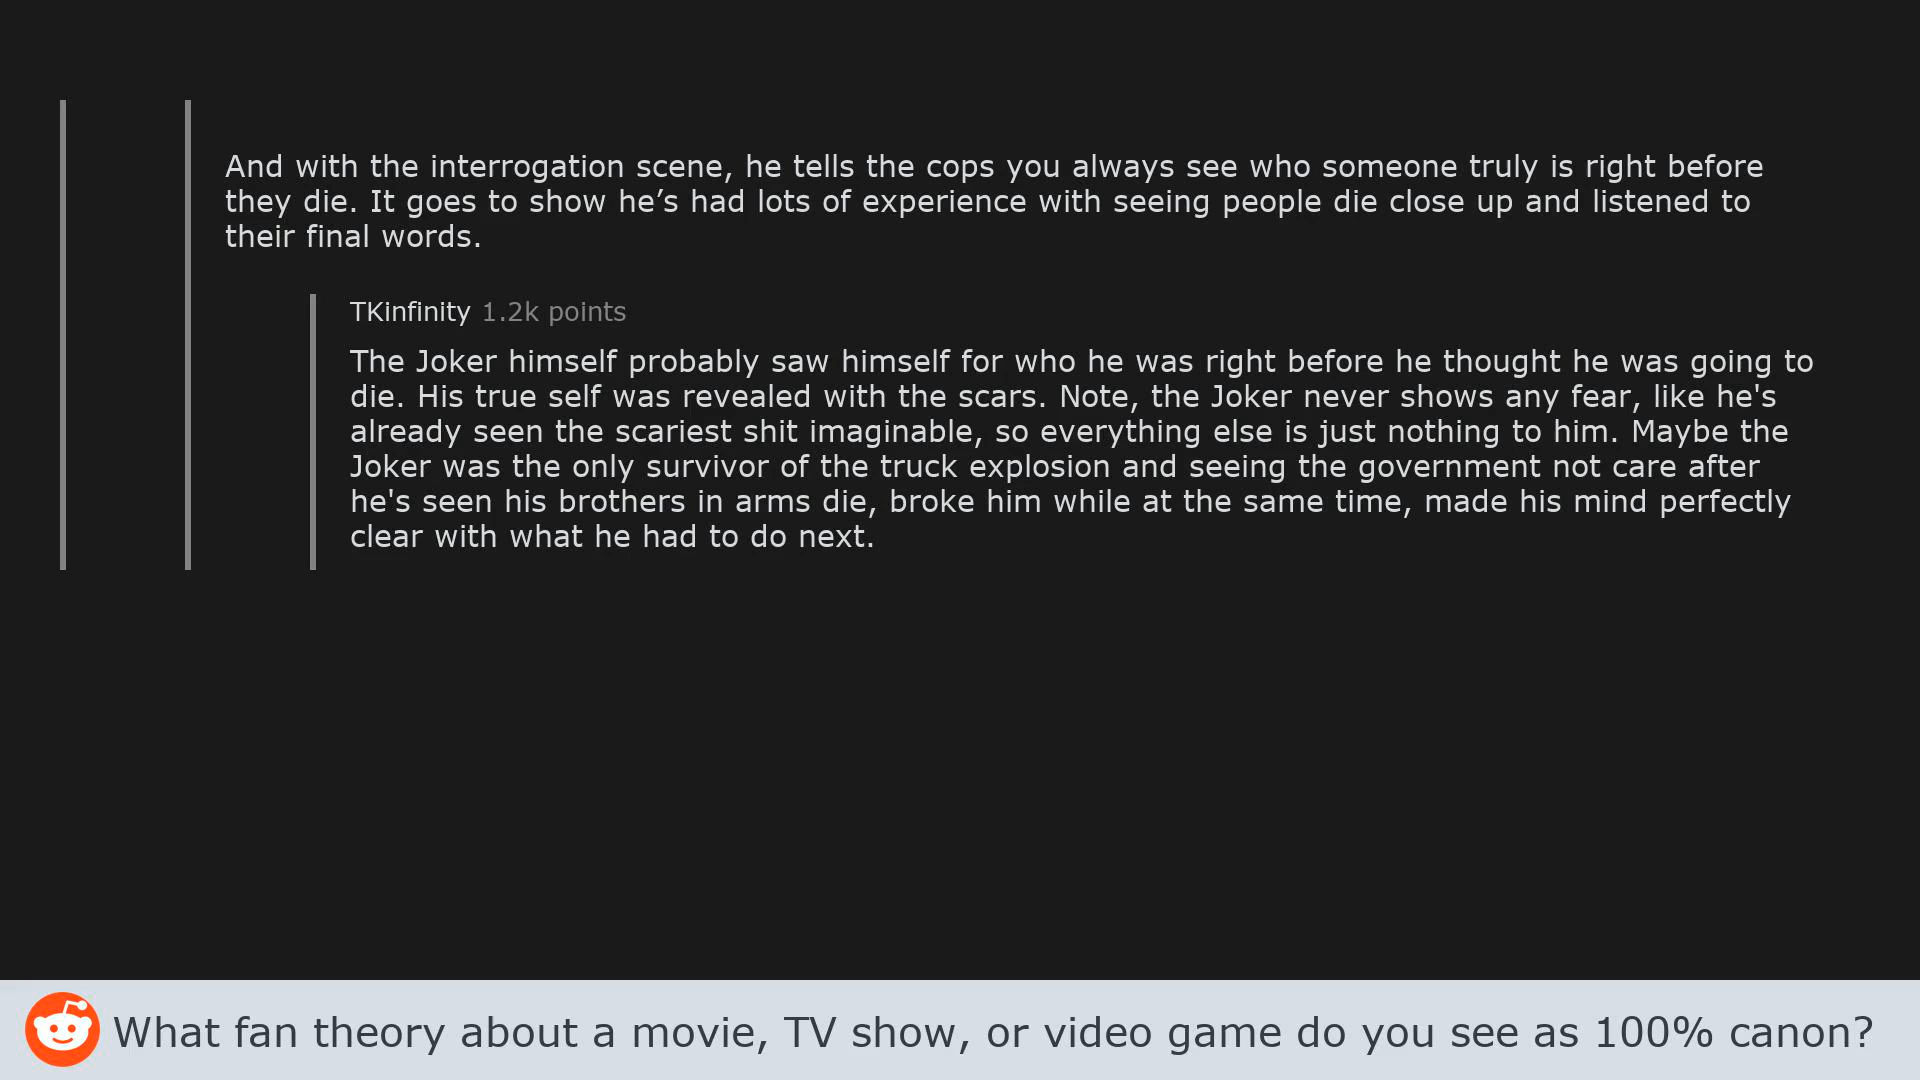 And with the interrogation scene, he tells the cops you always see who someone truly is right before
they die. It goes to show he’s had lots of experience with seeing people die close up and listened to
their final words.
TKinfinity 1.2k points
The Joker himself probably saw himself for who he was right before he thought he was going to
die. His true self was revealed with the scars. Note, the Joker never shows any fear, like he's
already seen the scariest shit imaginable, so everything else is just nothing to him. Maybe the
Joker was the only survivor of the truck explosion and seeing the government not care after
he's seen his brothers in arms die, broke him while at the same time, made his mind perfectly
clear with what he had to do next.
What fan theory about a movie, TV show, or video game do you see as 100% canon?